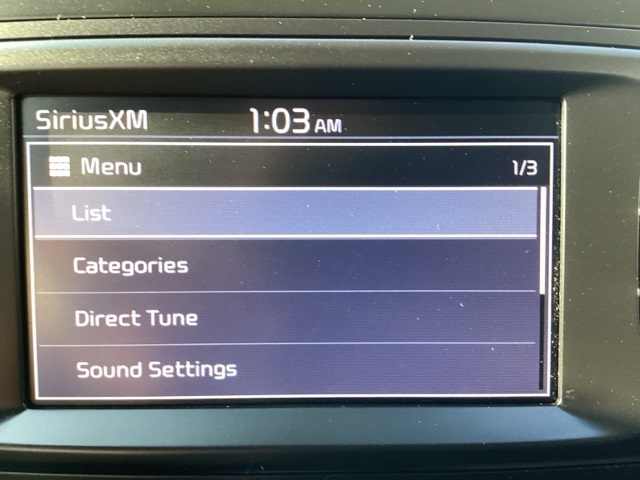 SiriusXM 1:03 AM
Menu 1/3
List
Categories
Direct Tune
Sound Settings